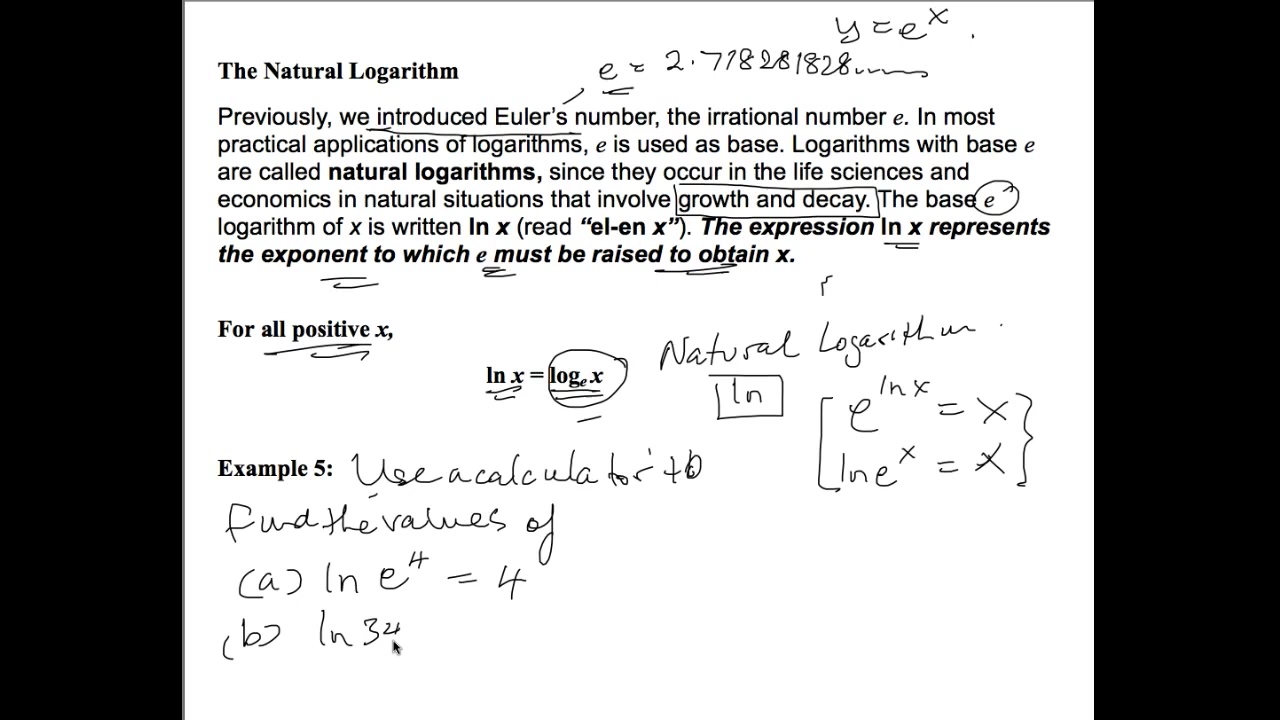 y = e^x .
The Natural Logarithm e = 2.718281828......
Previously, we introduced Euler's number, the irrational number e. In most
practical applications of logarithms, e is used as base. Logarithms with base e
are called natural logarithms, since they occur in the life sciences and
economics in natural situations that involve growth and decay. The base e
logarithm of x is written ln x (read “el-en x”). The expression ln x represents
the exponent to which e must be raised to obtain x.
For all positive x,
Natural Logarithm .
ln x = logₑ x
ln
e^ln x = x
ln e^x = x
Example 5: Use a calculator to
Find the values of
(a) ln e^4 = 4
(b) ln 34